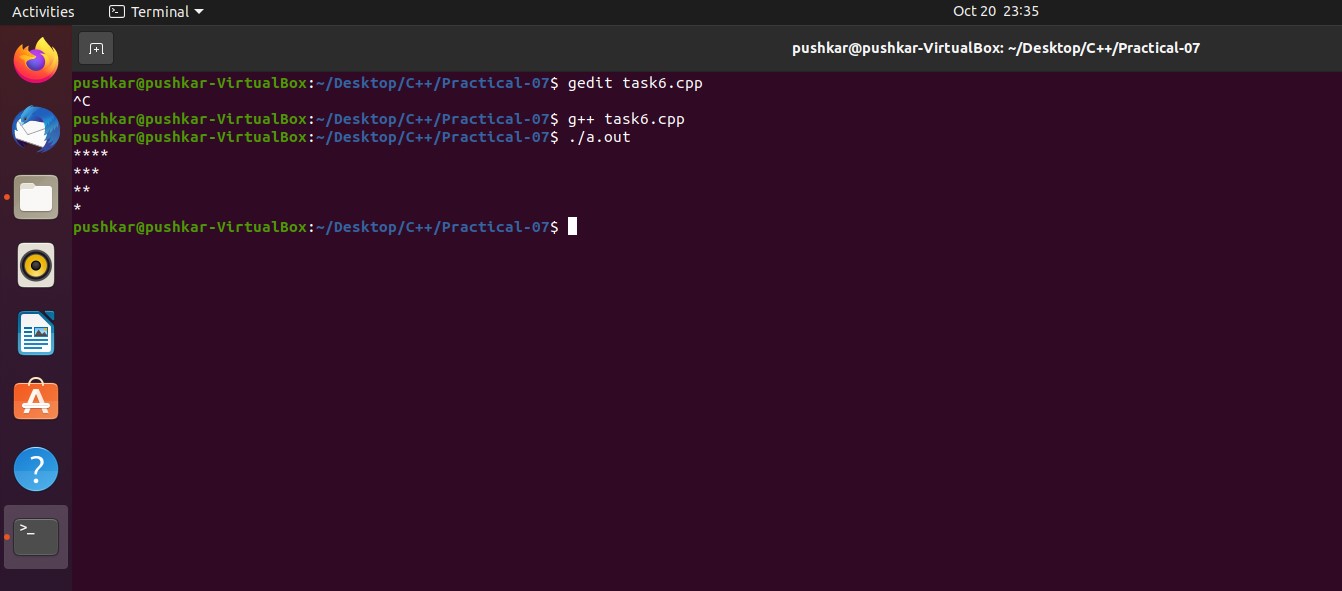 Activities Terminal Oct 20 23:35
pushkar@pushkar-VirtualBox: ~/Desktop/C++/Practical-07
pushkar@pushkar-VirtualBox:~/Desktop/C++/Practical-07$ gedit task6.cpp
^C
pushkar@pushkar-VirtualBox:~/Desktop/C++/Practical-07$ g++ task6.cpp
pushkar@pushkar-VirtualBox:~/Desktop/C++/Practical-07$ ./a.out
****
***
**
*
pushkar@pushkar-VirtualBox:~/Desktop/C++/Practical-07$